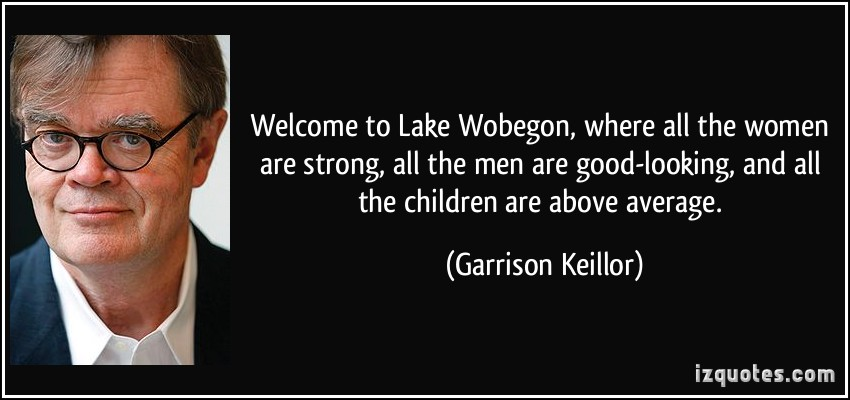 Welcome to Lake Wobegon, where all the women
are strong, all the men are good-looking, and all
the children are above average.
(Garrison Keillor)
izquotes.com